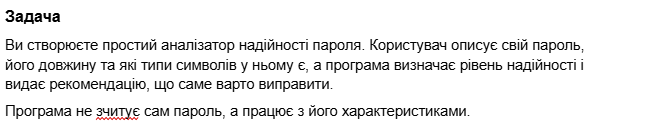 Задача
Ви створюєте простий аналізатор надійності пароля. Користувач описує свій пароль,
його довжину та які типи символів у ньому є, а програма визначає рівень надійності і
видає рекомендацію, що саме варто виправити.
Програма не зчитує сам пароль, а працює з його характеристиками.